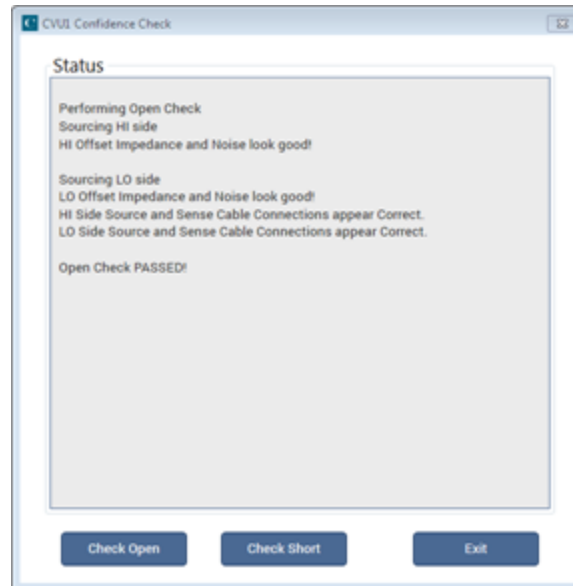 CVU1 Confidence Check
Status
Performing Open Check
Sourcing HI side
HI Offset Impedance and Noise look good!
Sourcing LO side
LO Offset Impedance and Noise look good!
HI Side Source and Sense Cable Connections appear Correct.
LO Side Source and Sense Cable Connections appear Correct.
Open Check PASSED!
Check Open
Check Short
Exit